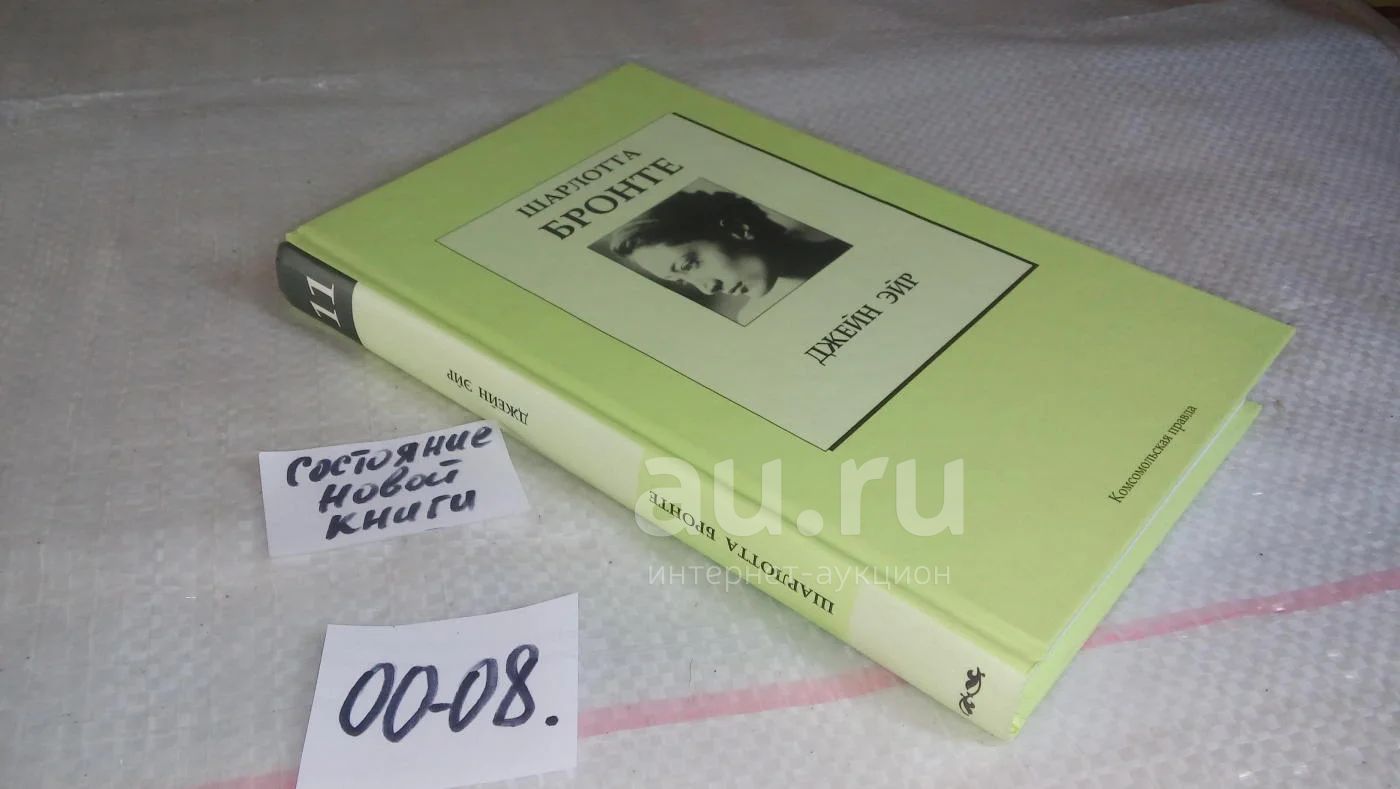 ШАРЛОТТА
БРОНТЕ
ДЖЕЙН ЭЙР
Комсомольская правда
11
ДЖЕЙН ЭЙР
ШАРЛОТТА БРОНТЕ
состояние
новой
книги
00-08.
au.ru
интернет-аукцион